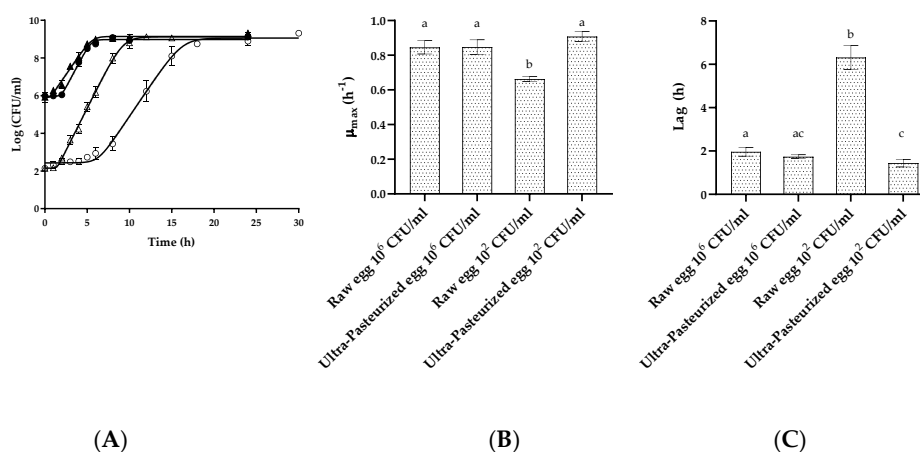 10
8
6
4
2
0
Log (CFU/ml)
0 5 10 15 20 25 30
Time (h)
(A)
1.0
0.8
0.6
0.4
0.2
0.0
μmax (h-1)
a a b a
Raw egg 10^6 CFU/ml
Ultra-Pasteurized egg 10^6 CFU/ml
Raw egg 10^2 CFU/ml
Ultra-Pasteurized egg 10^2 CFU/ml
(B)
8
6
4
2
0
Lag (h)
a ac b c
Raw egg 10^6 CFU/ml
Ultra-Pasteurized egg 10^6 CFU/ml
Raw egg 10^2 CFU/ml
Ultra-Pasteurized egg 10^2 CFU/ml
(C)